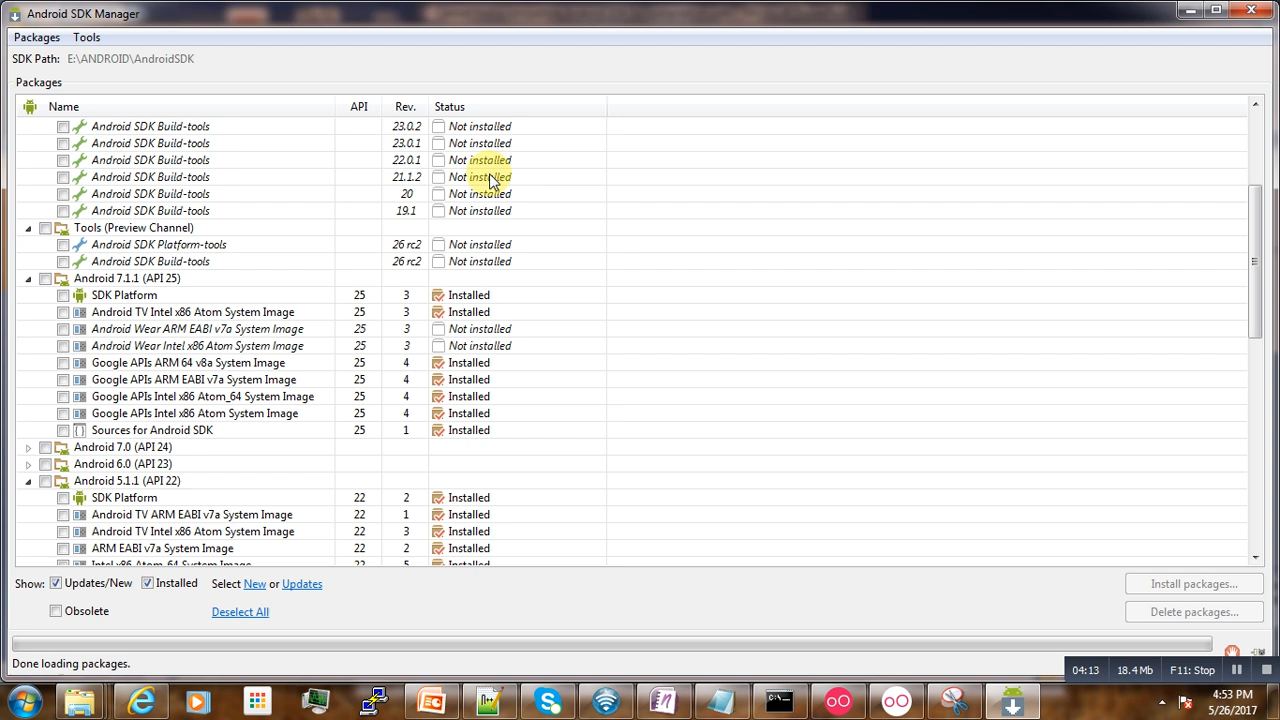 Android SDK Manager
Packages Tools
SDK Path: E:\ANDROID\AndroidSDK
Packages
Name API Rev. Status
Android SDK Build-tools 23.0.2 Not installed
Android SDK Build-tools 23.0.1 Not installed
Android SDK Build-tools 22.0.1 Not installed
Android SDK Build-tools 21.1.2 Not installed
Android SDK Build-tools 20 Not installed
Android SDK Build-tools 19.1 Not installed
Tools (Preview Channel)
Android SDK Platform-tools 26 rc2 Not installed
Android SDK Build-tools 26 rc2 Not installed
Android 7.1.1 (API 25)
SDK Platform 25 3 Installed
Android TV Intel x86 Atom System Image 25 3 Installed
Android Wear ARM EABI v7a System Image 25 3 Not installed
Android Wear Intel x86 Atom System Image 25 3 Not installed
Google APIs ARM 64 v8a System Image 25 4 Installed
Google APIs ARM EABI v7a System Image 25 4 Installed
Google APIs Intel x86 Atom_64 System Image 25 4 Installed
Google APIs Intel x86 Atom System Image 25 4 Installed
Sources for Android SDK 25 1 Installed
Android 7.0 (API 24)
Android 6.0 (API 23)
Android 5.1.1 (API 22)
SDK Platform 22 2 Installed
Android TV ARM EABI v7a System Image 22 1 Installed
Android TV Intel x86 Atom System Image 22 3 Installed
ARM EABI v7a System Image 22 2 Installed
Intel x86 Atom_64 System Image 22 5 Installed
Show: Updates/New Installed Select New or Updates Install packages...
Obsolete Deselect All Delete packages...
Done loading packages.
04:13 18.4 Mb F11: Stop
4:53 PM
5/26/2017